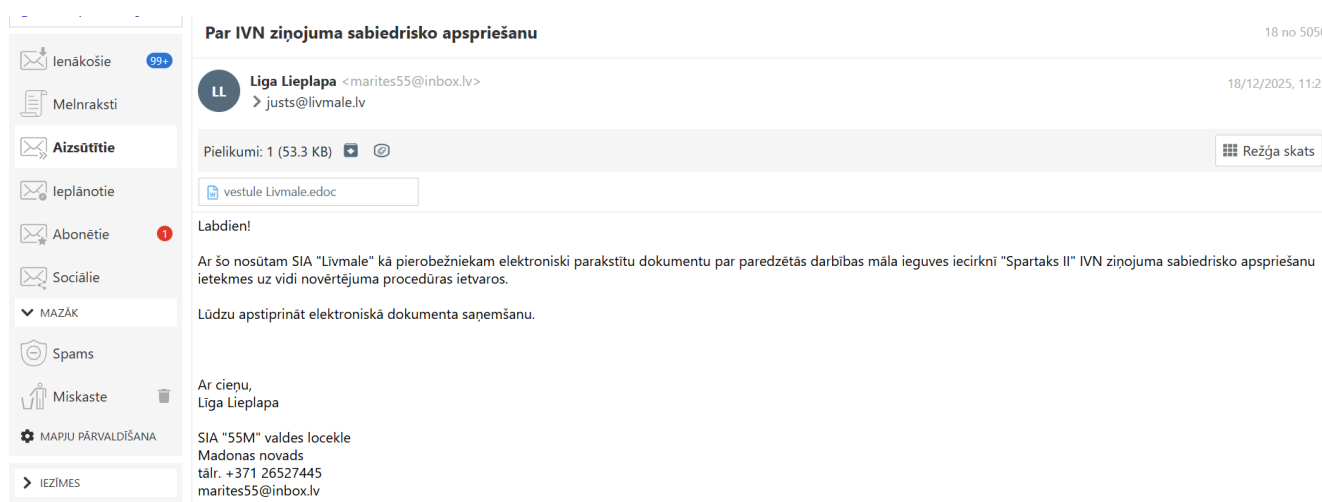 Par IVN ziņojuma sabiedrisko apspriešanu
18 no 505
Ienākošie 99+
Melnraksti
Aizsūtītie
Ieplānotie
Abonētie 1
Sociālie
MAZĀK
Spams
Miskaste
MAPJU PĀRVALDĪŠANA
IEZĪMES
LL
Liga Lieplapa <marites55@inbox.lv>
justs@livmale.lv
18/12/2025, 11:2
Pielikumi: 1 (53.3 KB)
Režģa skats
vestule Livmale.edoc
Labdien!
Ar šo nosūtam SIA "Līvmale" kā pierobežniekam elektroniski parakstītu dokumentu par paredzētās darbības māla ieguves iecirknī "Spartaks II" IVN ziņojuma sabiedrisko apspriešanu
ietekmes uz vidi novērtējuma procedūras ietvaros.
Lūdzu apstiprināt elektroniskā dokumenta saņemšanu.
Ar cieņu,
Līga Lieplapa
SIA "55M" valdes locekle
Madonas novads
tālr. +371 26527445
marites55@inbox.lv